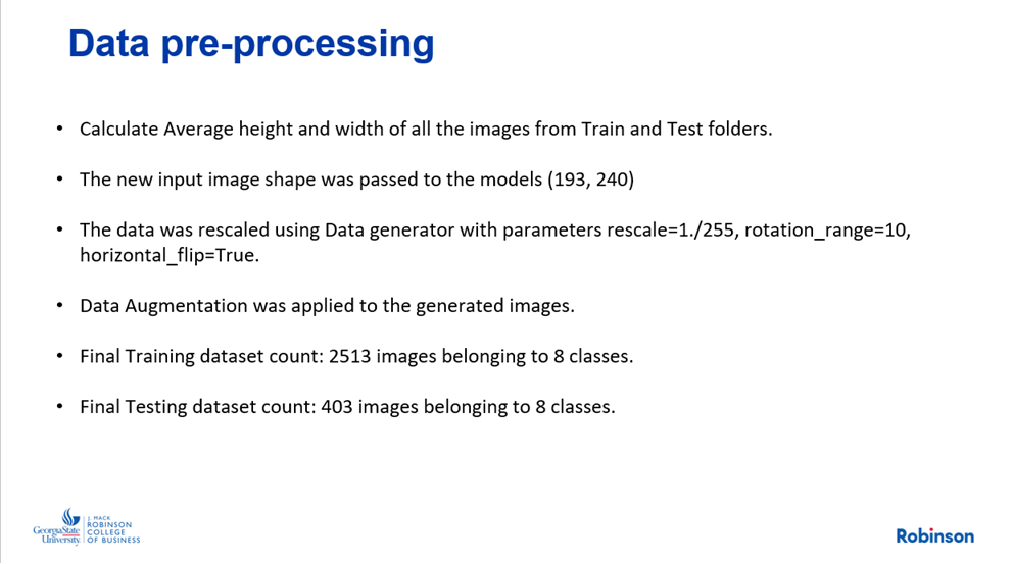 Data pre-processing
• Calculate Average height and width of all the images from Train and Test folders.
• The new input image shape was passed to the models (193, 240)
• The data was rescaled using Data generator with parameters rescale=1./255, rotation_range=10,
horizontal_flip=True.
• Data Augmentation was applied to the generated images.
• Final Training dataset count: 2513 images belonging to 8 classes.
• Final Testing dataset count: 403 images belonging to 8 classes.
GeorgiaState
University
J. MACK
ROBINSON
COLLEGE
OF BUSINESS
Robinson